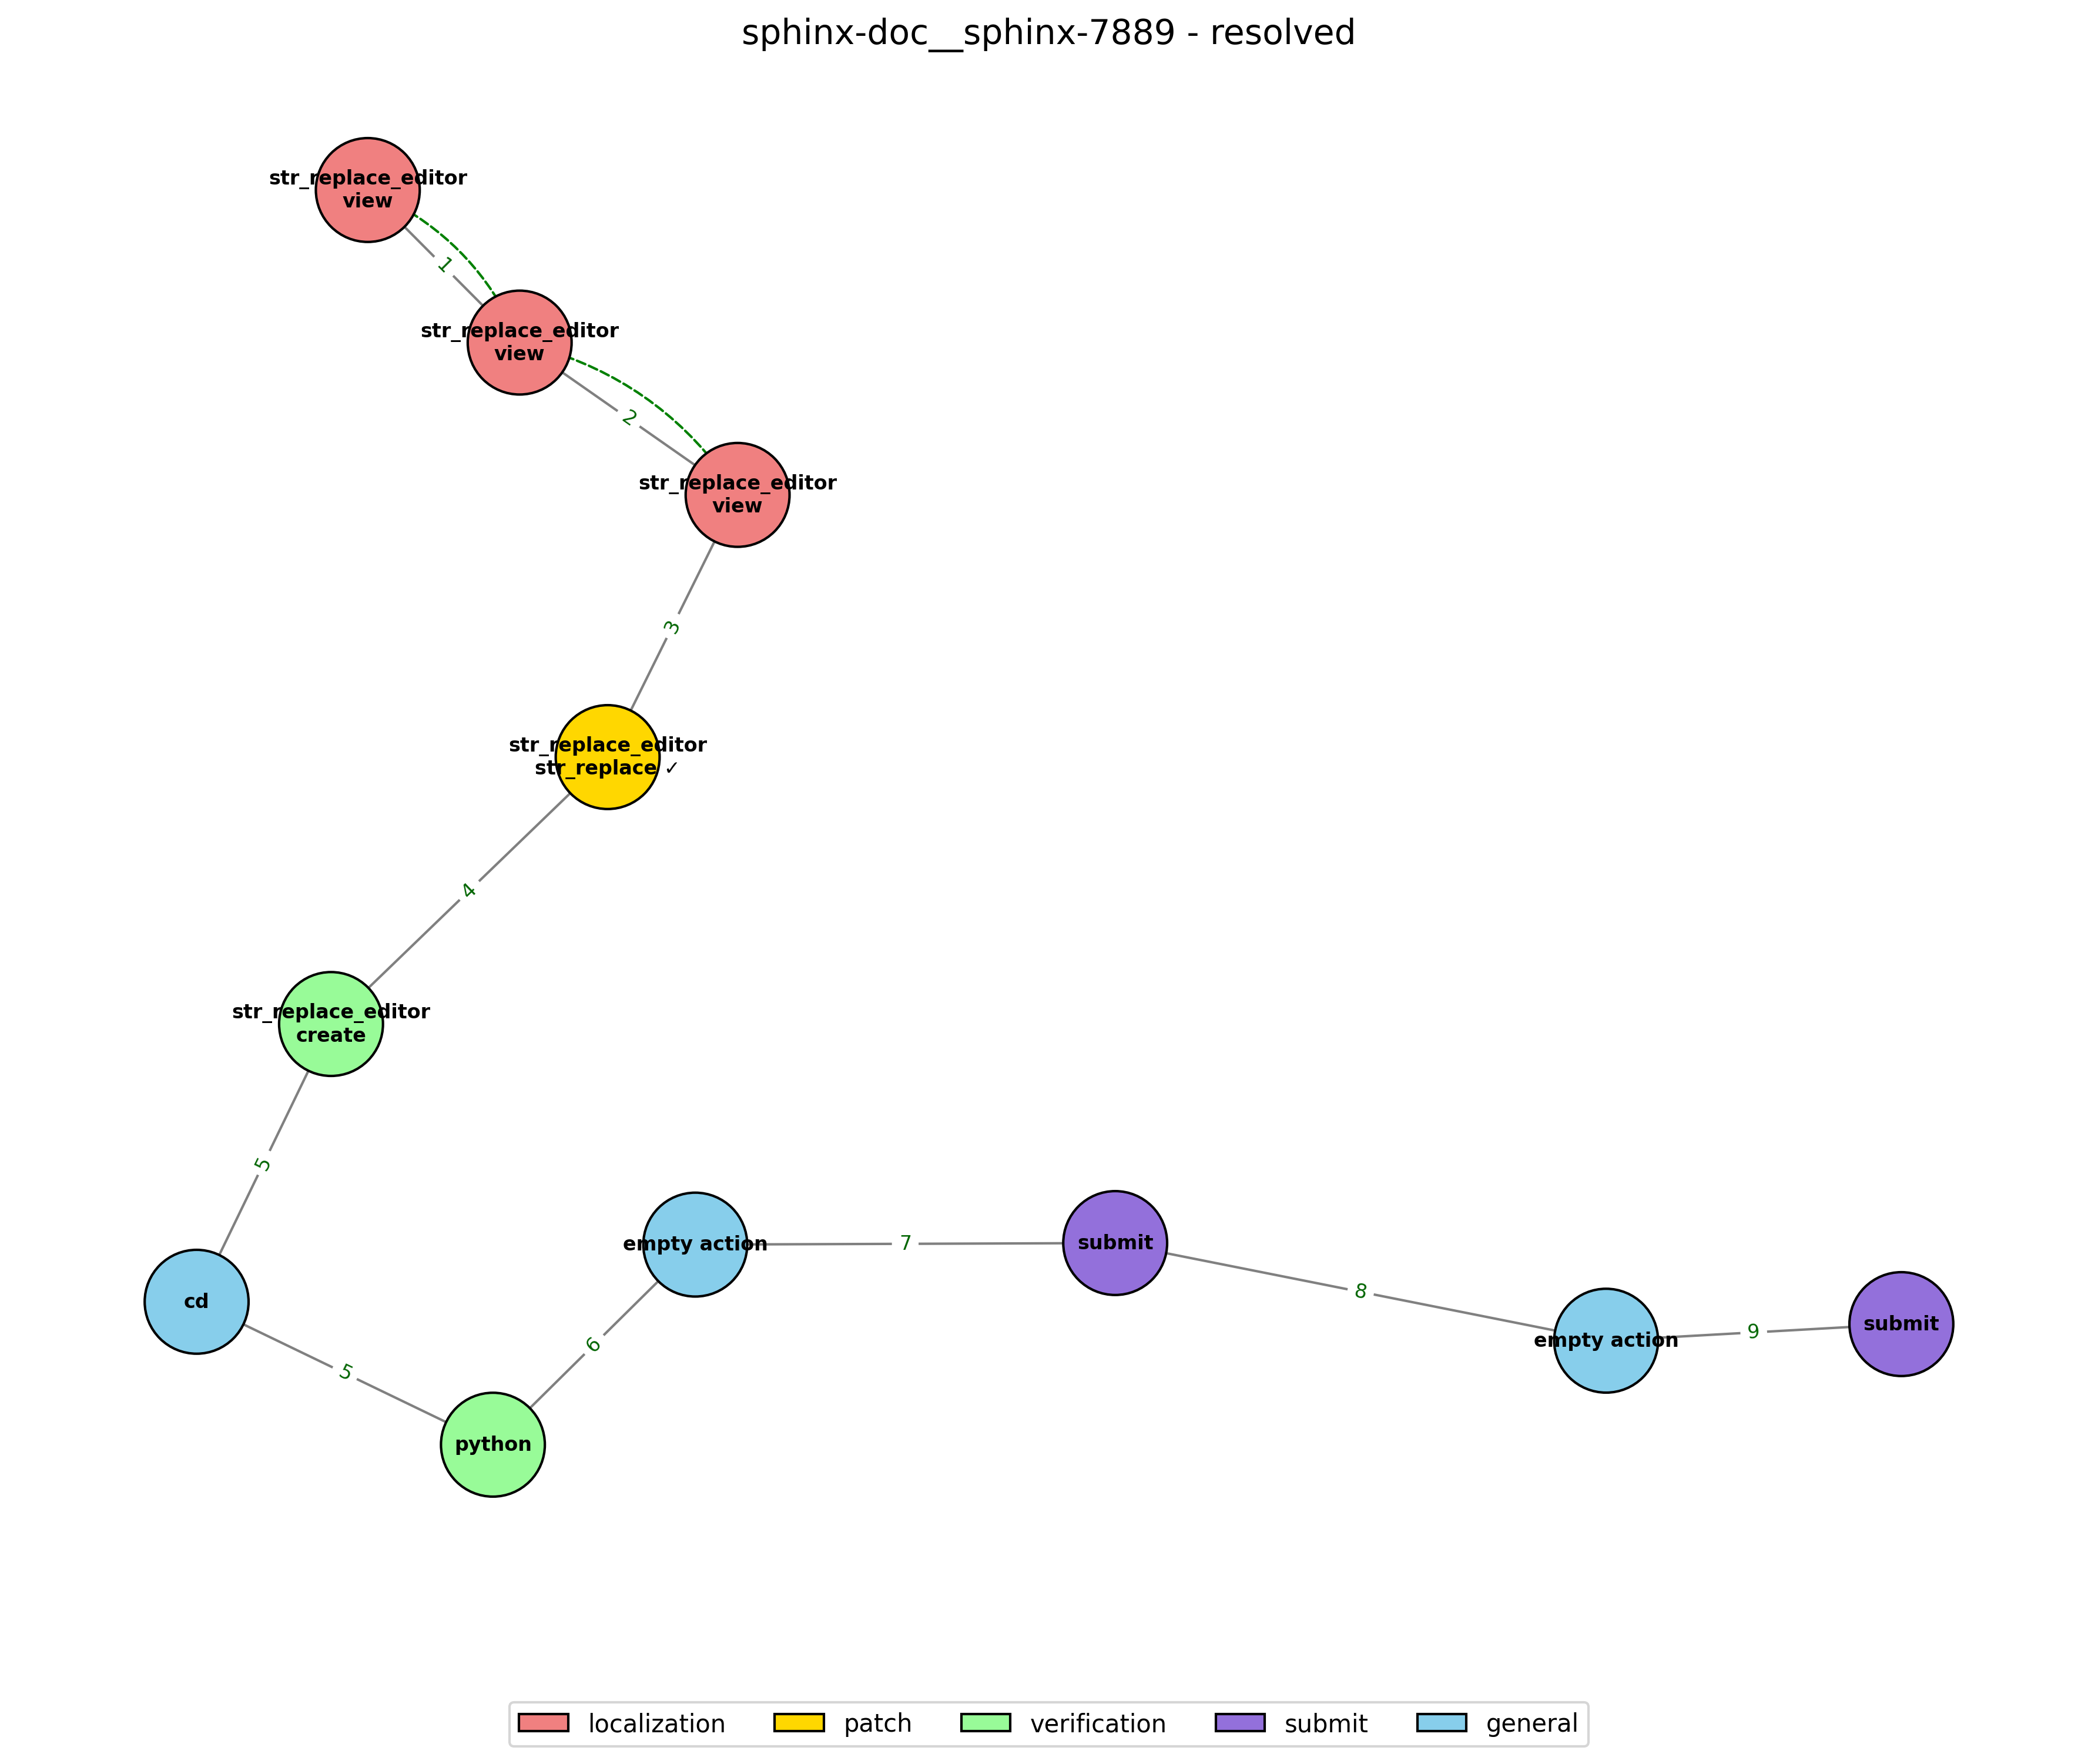 sphinx-doc__sphinx-7889 - resolved
str_replace_editor
view
1
str_replace_editor
view
2
str_replace_editor
view
3
str_replace_editor
str_replace ✓
4
str_replace_editor
create
5
cd
5
python
6
empty action
7
submit
8
empty action
9
submit
localization
patch
verification
submit
general